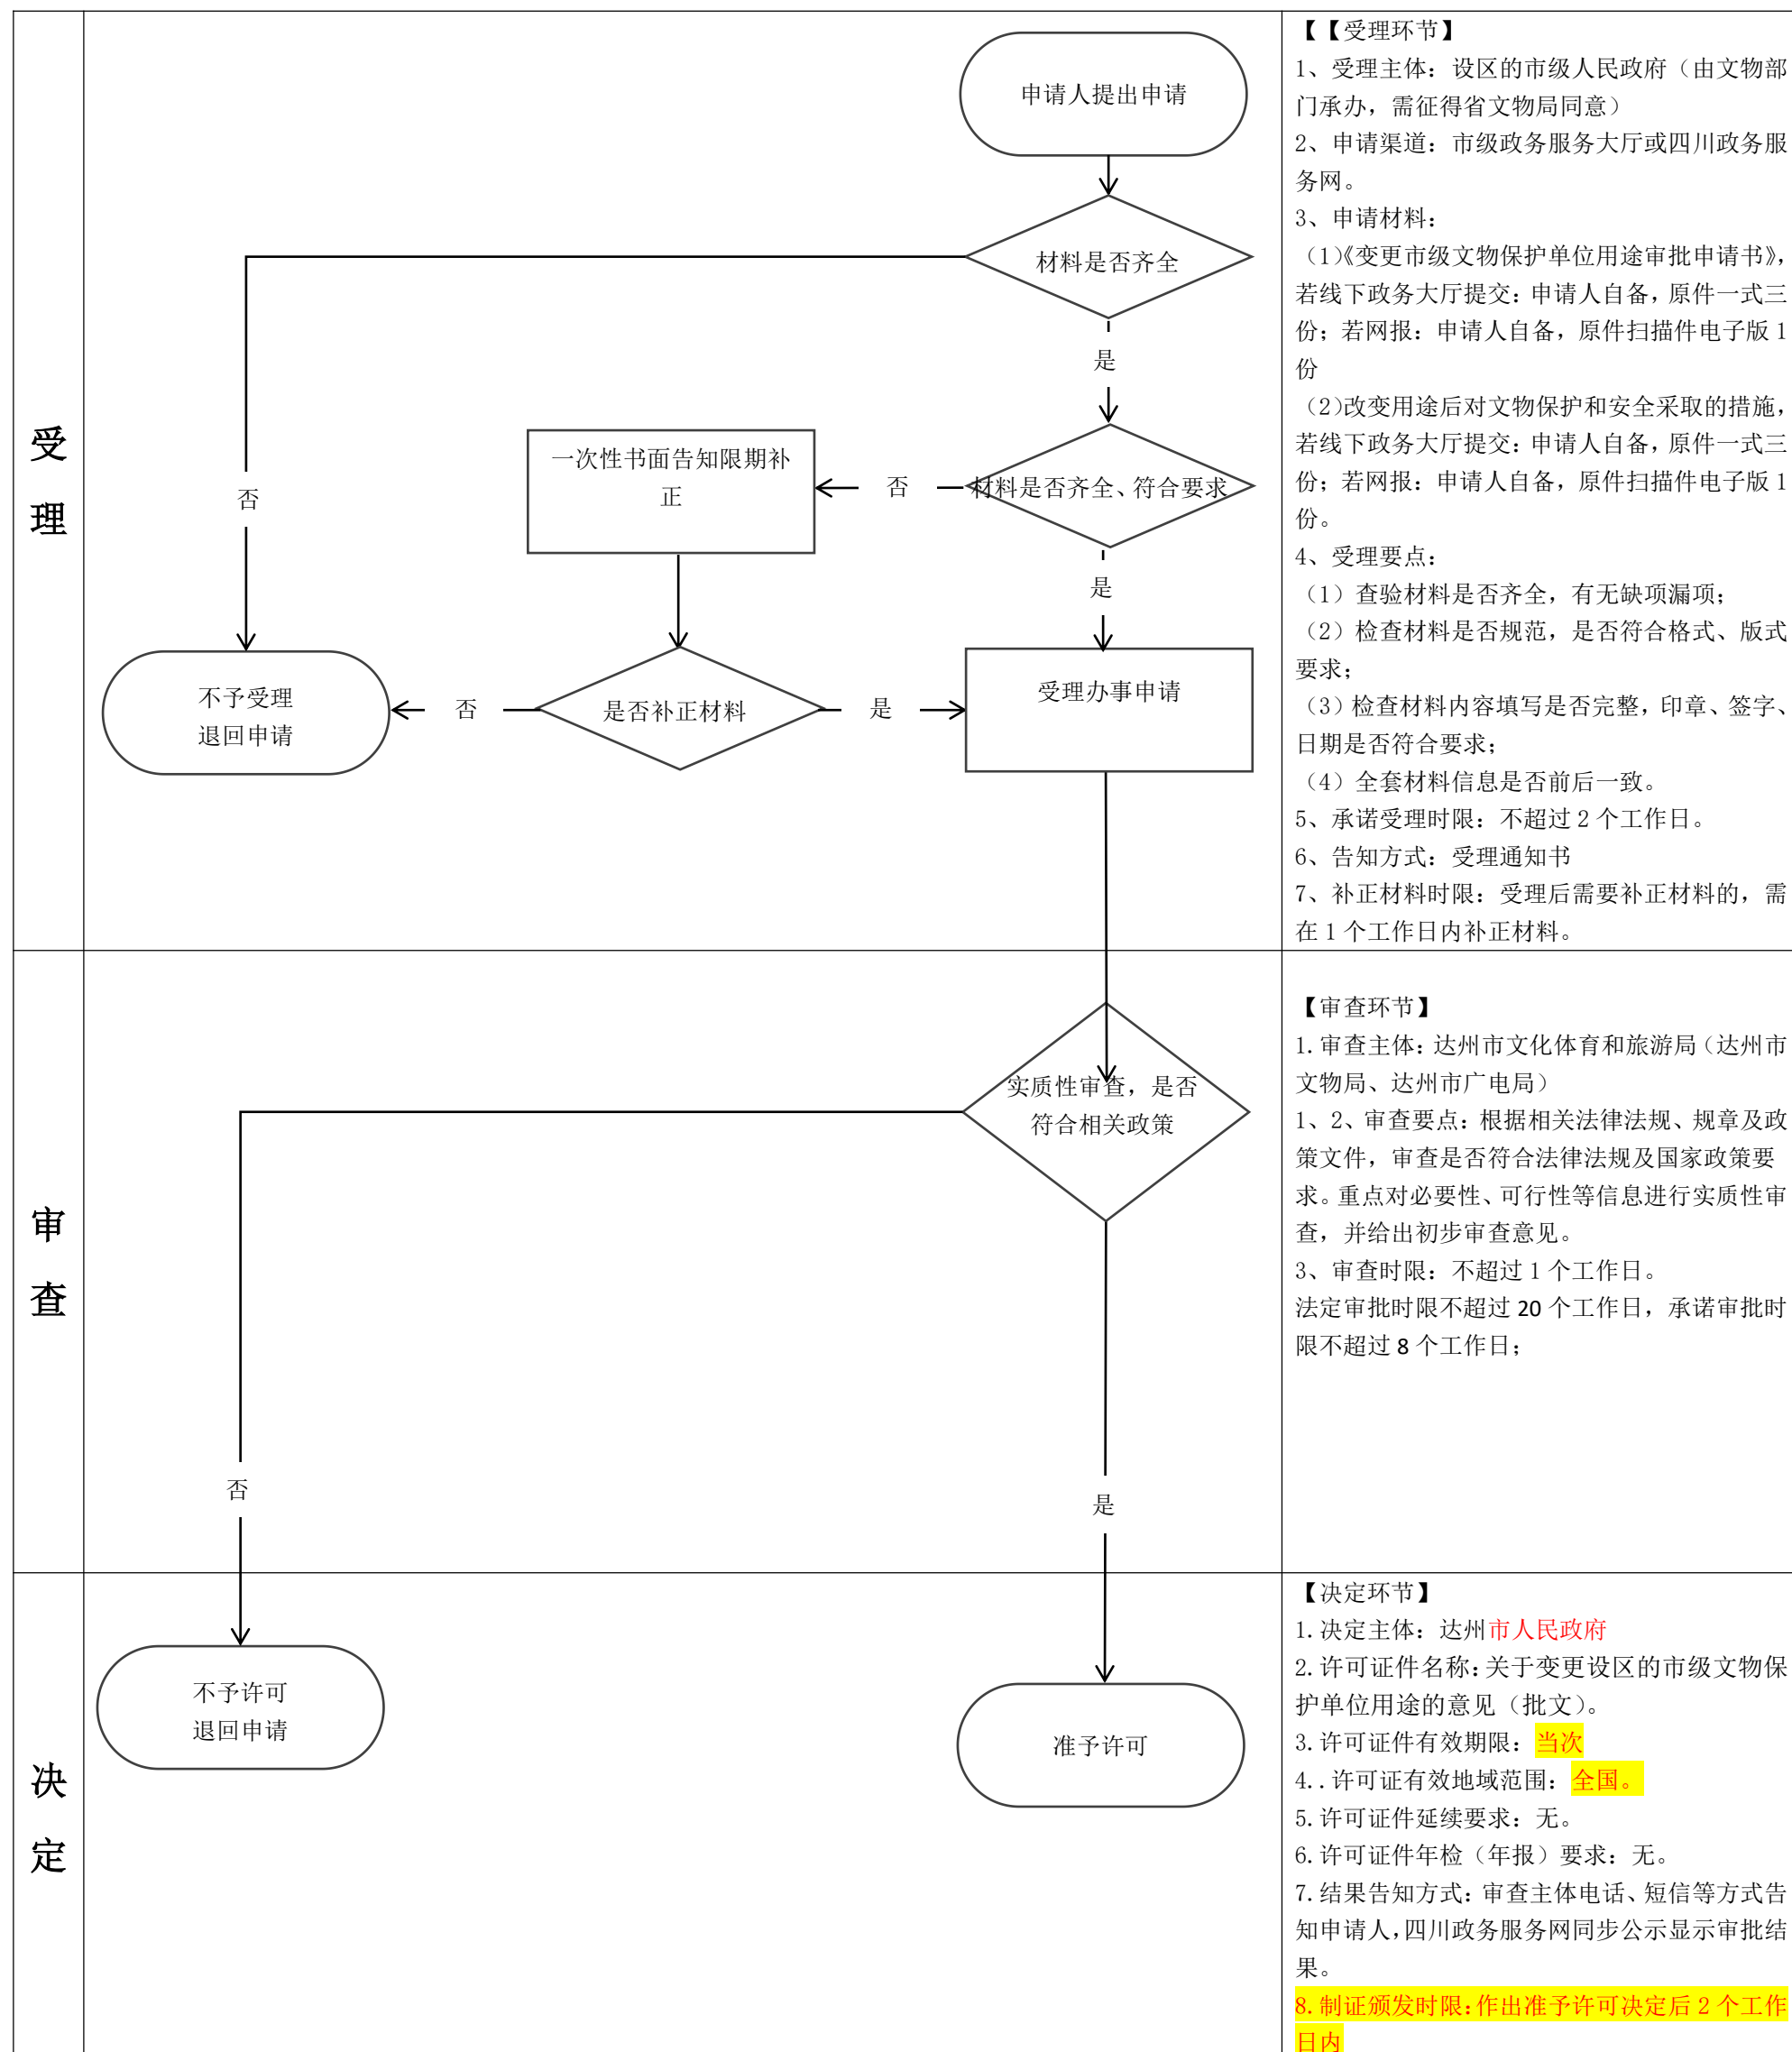 受
理
申请人提出申请
材料是否齐全
是
否
一次性书面告知限期补
正
否
材料是否齐全、符合要求
是
不予受理
退回申请
否
是否补正材料
是
受理办事申请
【【受理环节】
1、受理主体：设区的市级人民政府（由文物部
门承办，需征得省文物局同意）
2、申请渠道：市级政务服务大厅或四川政务服
务网。
3、申请材料：
（1）《变更市级文物保护单位用途审批申请书》，
若线下政务大厅提交：申请人自备，原件一式三
份；若网报：申请人自备，原件扫描件电子版 1
份
（2）改变用途后对文物保护和安全采取的措施，
若线下政务大厅提交：申请人自备，原件一式三
份；若网报：申请人自备，原件扫描件电子版 1
份。
4、受理要点：
（1）查验材料是否齐全，有无缺项漏项；
（2）检查材料是否规范，是否符合格式、版式
要求；
（3）检查材料内容填写是否完整，印章、签字、
日期是否符合要求；
（4）全套材料信息是否前后一致。
5、承诺受理时限：不超过 2 个工作日。
6、告知方式：受理通知书
7、补正材料时限：受理后需要补正材料的，需
在 1 个工作日内补正材料。
审
查
实质性审查，是否
符合相关政策
否
是
【审查环节】
1.审查主体：达州市文化体育和旅游局（达州市
文物局、达州市广电局）
1、2、审查要点：根据相关法律法规、规章及政
策文件，审查是否符合法律法规及国家政策要
求。重点对必要性、可行性等信息进行实质性审
查，并给出初步审查意见。
3、审查时限：不超过 1 个工作日。
法定审批时限不超过 20 个工作日，承诺审批时
限不超过 8 个工作日；
决
定
不予许可
退回申请
准予许可
【决定环节】
1.决定主体：达州市人民政府
2.许可证件名称：关于变更设区的市级文物保
护单位用途的意见（批文）。
3.许可证件有效期限：当次
4..许可证有效地域范围：全国。
5.许可证件延续要求：无。
6.许可证件年检（年报）要求：无。
7.结果告知方式：审查主体电话、短信等方式告
知申请人，四川政务服务网同步公示显示审批结
果。
8.制证颁发时限：作出准予许可决定后 2 个工作
日内